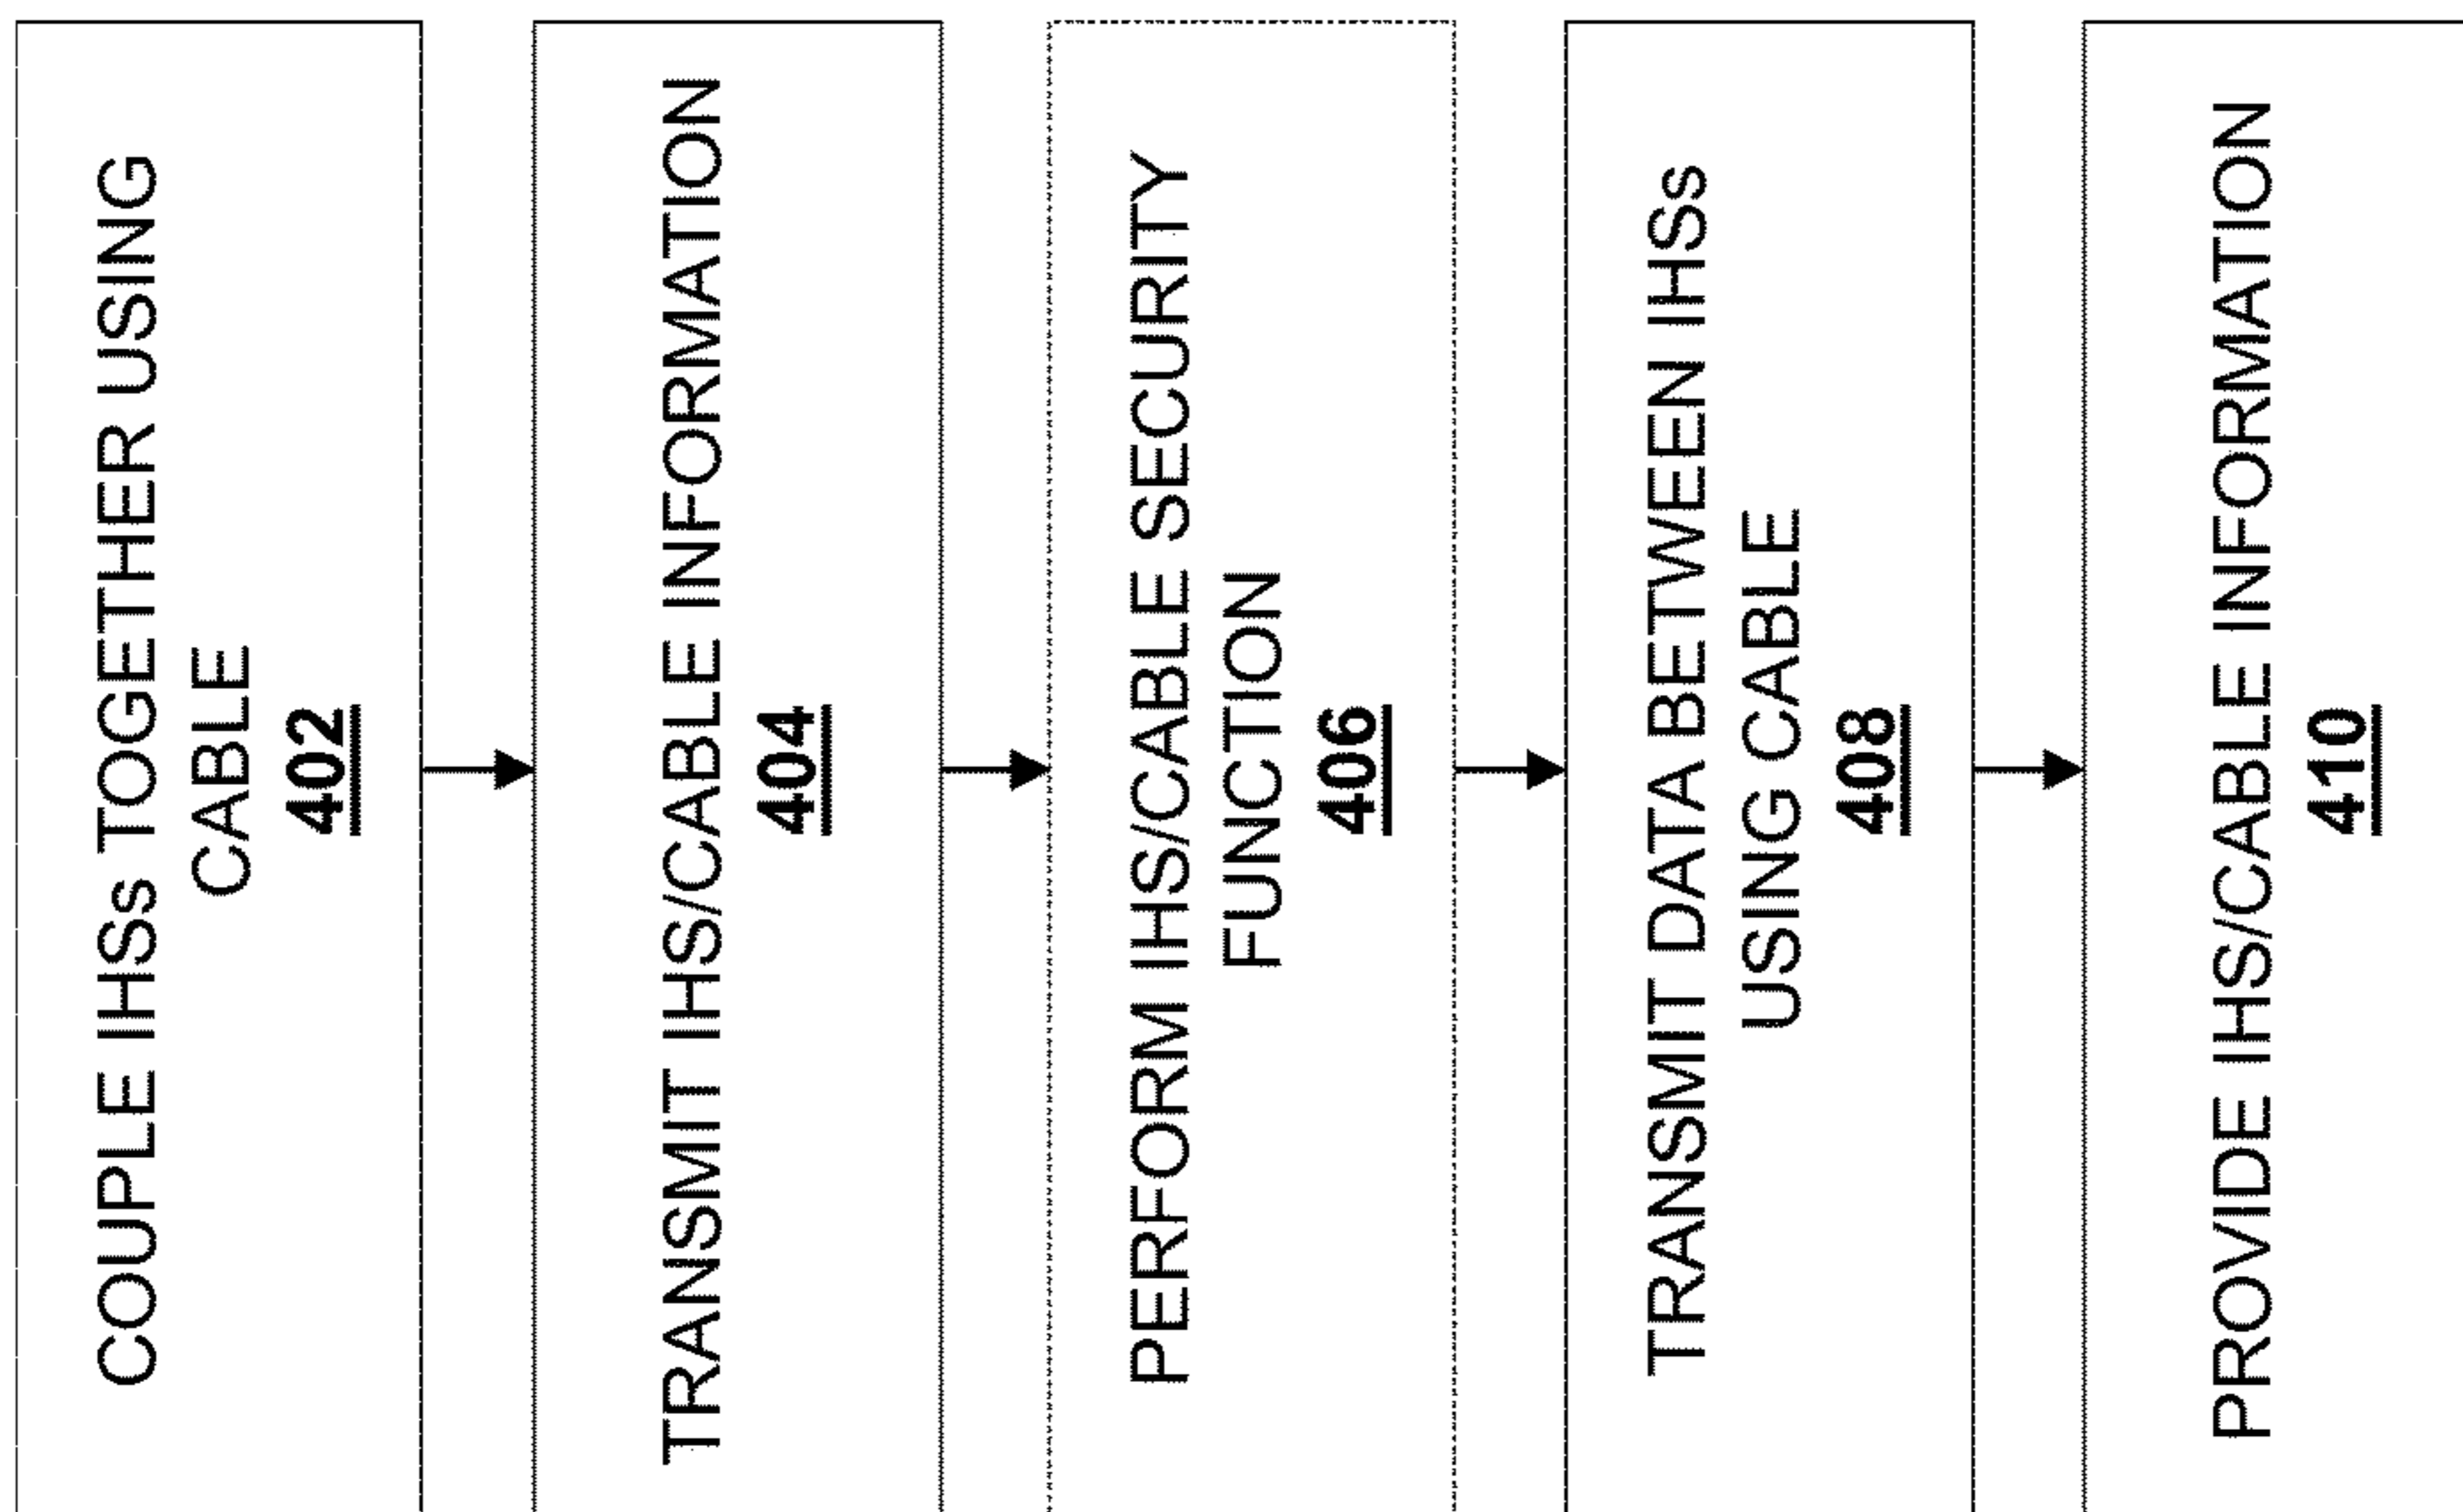 COUPLE IHSs TOGETHER USING
CABLE
402
TRANSMIT IHS/CABLE INFORMATION
404
PERFORM IHS/CABLE SECURITY
FUNCTION
406
TRANSMIT DATA BETWEEN IHSs
USING CABLE
408
PROVIDE IHS/CABLE INFORMATION
410